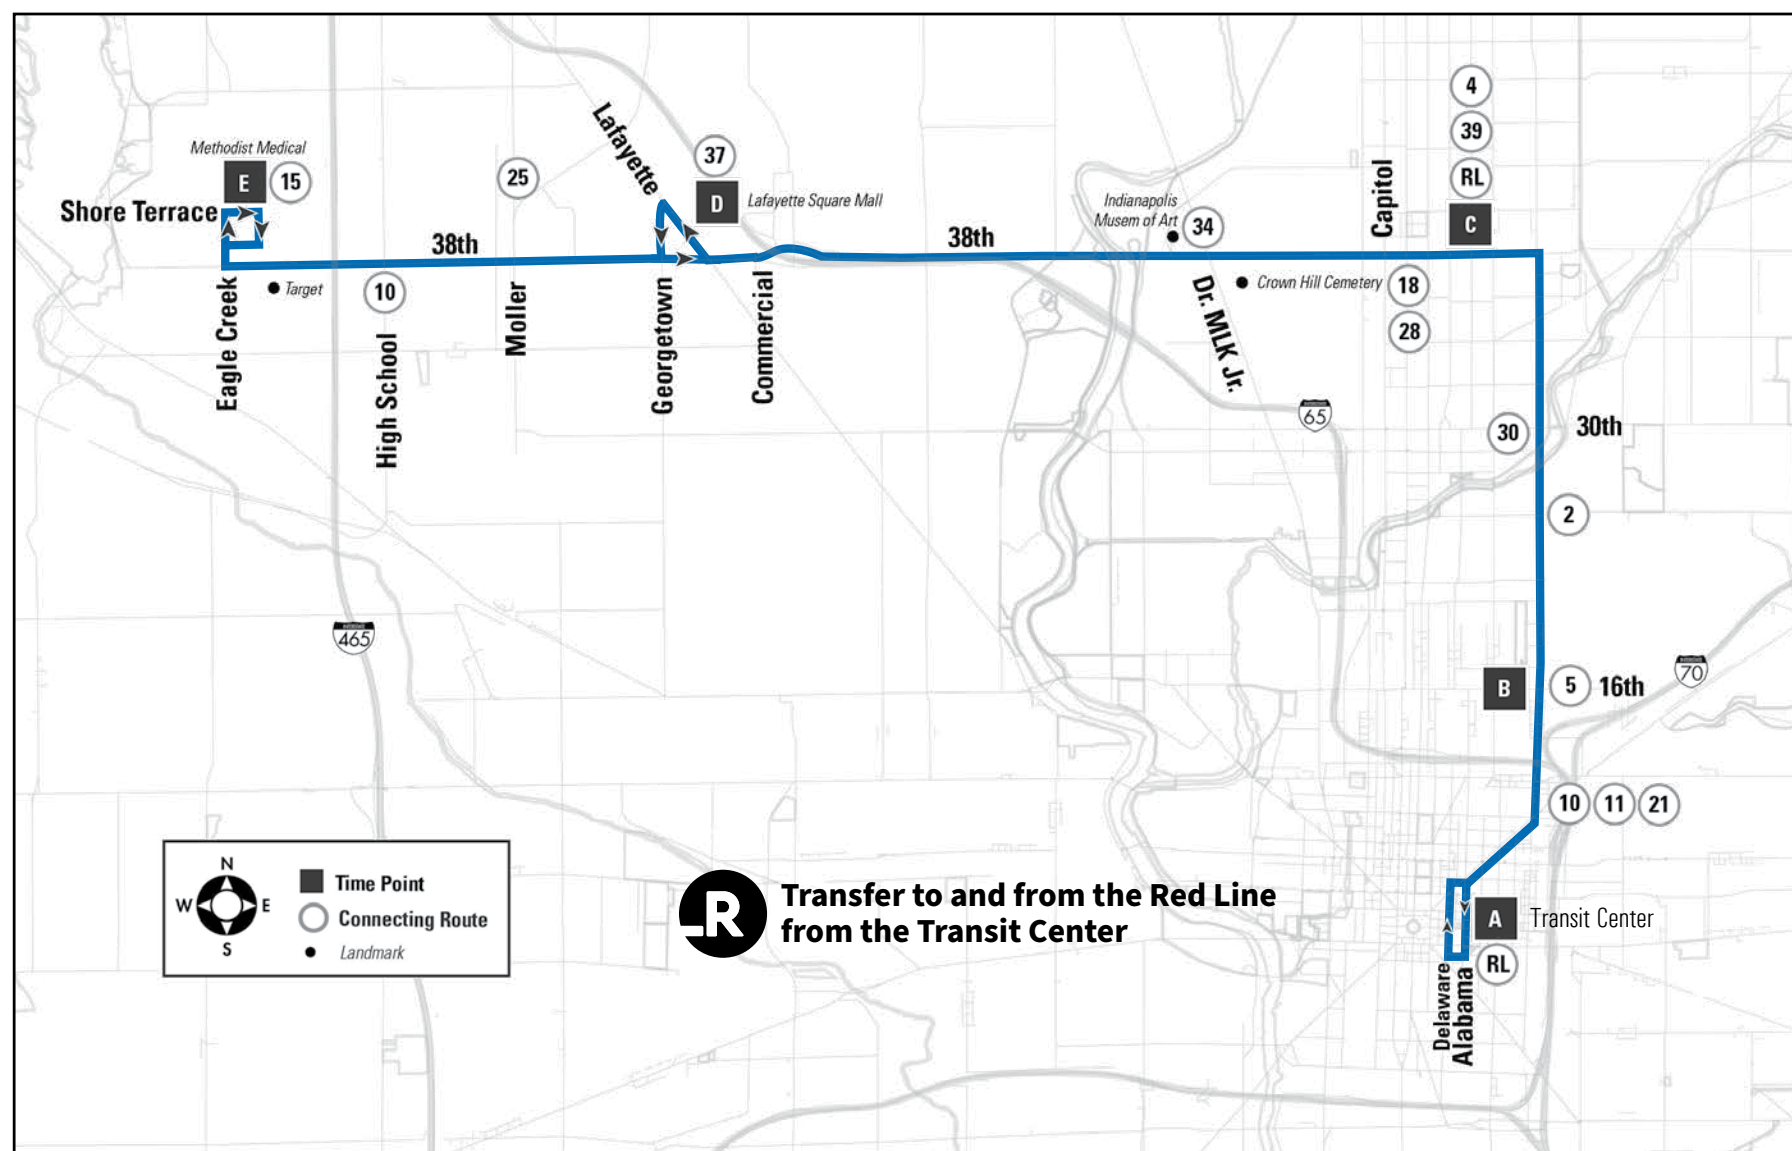 4
39
RL
C
Methodist Medical
E
15
Shore Terrace
25
Lafayette
37
D
Lafayette Square Mall
Indianapolis
Musem of Art
34
Capitol
38th
38th
Target
10
Crown Hill Cemetery
18
28
Eagle Creek
High School
Moller
Georgetown
Commercial
Dr. MLK Jr.
65
30
30th
2
465
B
5
16th
70
10
11
21
N
W
E
S
Time Point
Connecting Route
Landmark
LR
Transfer to and from the Red Line
from the Transit Center
A
Transit Center
RL
Delaware
Alabama